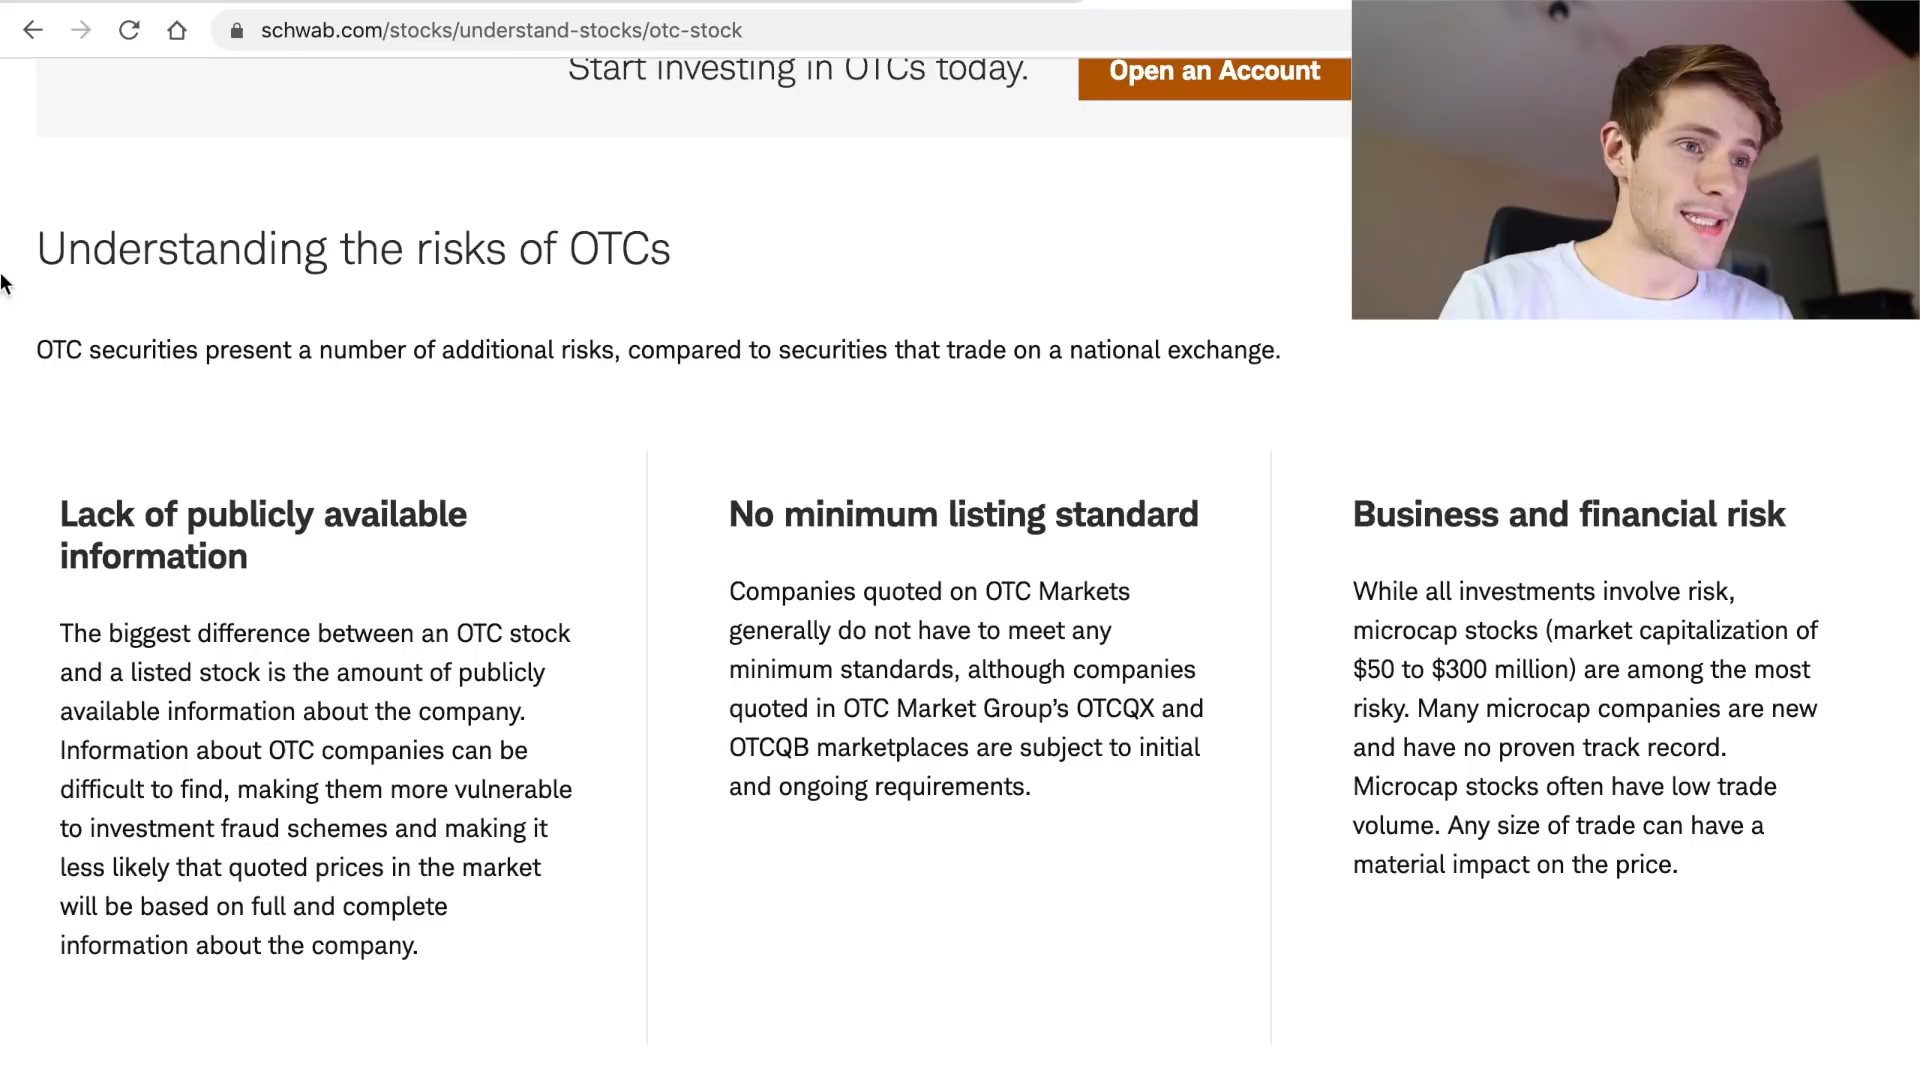 schwab.com/stocks/understand-stocks/otc-stock
Start investing in OTCs today.
Open an Account
Understanding the risks of OTCs
OTC securities present a number of additional risks, compared to securities that trade on a national exchange.
Lack of publicly available
information
The biggest difference between an OTC stock
and a listed stock is the amount of publicly
available information about the company.
Information about OTC companies can be
difficult to find, making them more vulnerable
to investment fraud schemes and making it
less likely that quoted prices in the market
will be based on full and complete
information about the company.
No minimum listing standard
Companies quoted on OTC Markets
generally do not have to meet any
minimum standards, although companies
quoted in OTC Market Group’s OTCQX and
OTCQB marketplaces are subject to initial
and ongoing requirements.
Business and financial risk
While all investments involve risk,
microcap stocks (market capitalization of
$50 to $300 million) are among the most
risky. Many microcap companies are new
and have no proven track record.
Microcap stocks often have low trade
volume. Any size of trade can have a
material impact on the price.